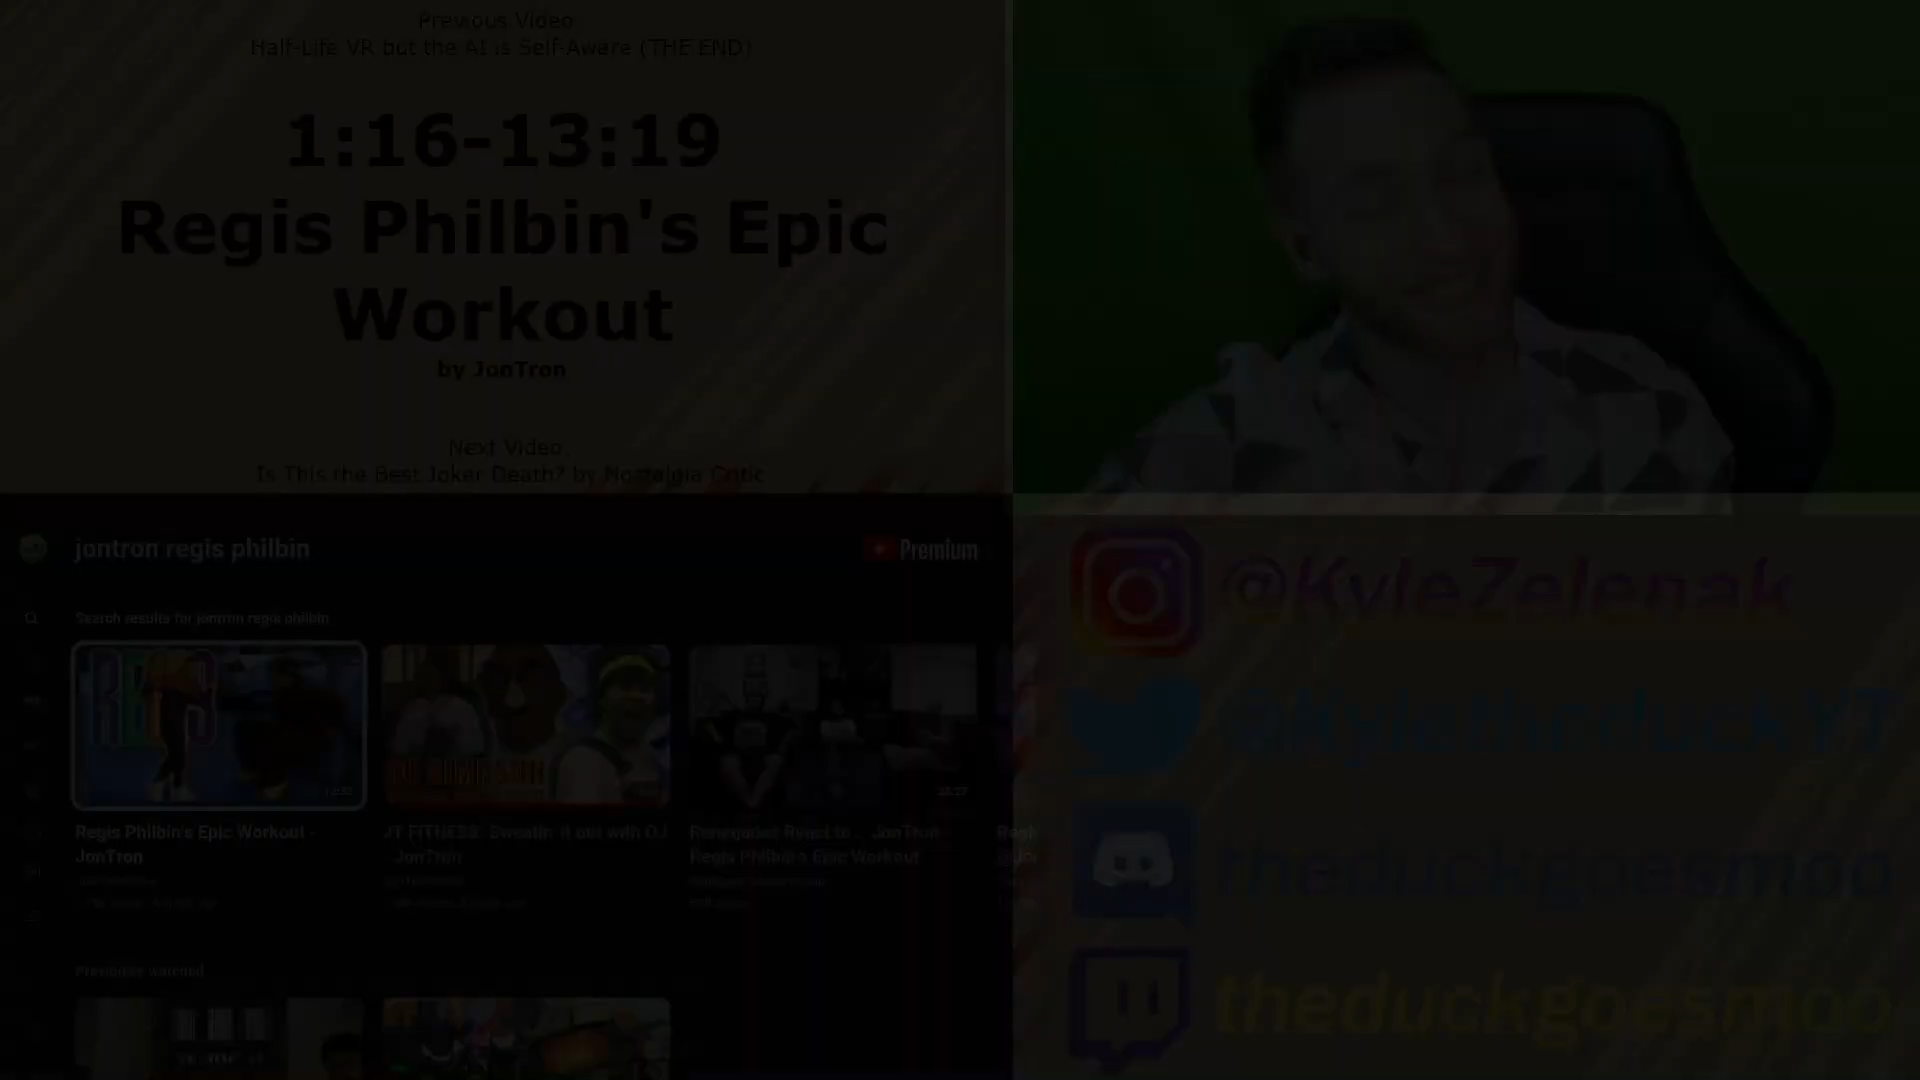 Previous Video
Half-Life VR but the AI is Self-Aware (THE END)
1:16-13:19
Regis Philbin's Epic
Workout
by JonTron
Next Video
Is This the Best Joker Death? by Nostalgia Critic
jontron regis philbin
Premium
Search results for jontron regis philbin
REGIS
Regis Philbin's Epic Workout -
JonTron
FITNESS: Sweatin' it out with OJ
- JonTron
Renegades React to... JonTron
Regis Philbin's Epic Workout
Previously watched
@KyleZelenak
@KyletheduckYT
theduckgoesmoo
theduckgoesmoo